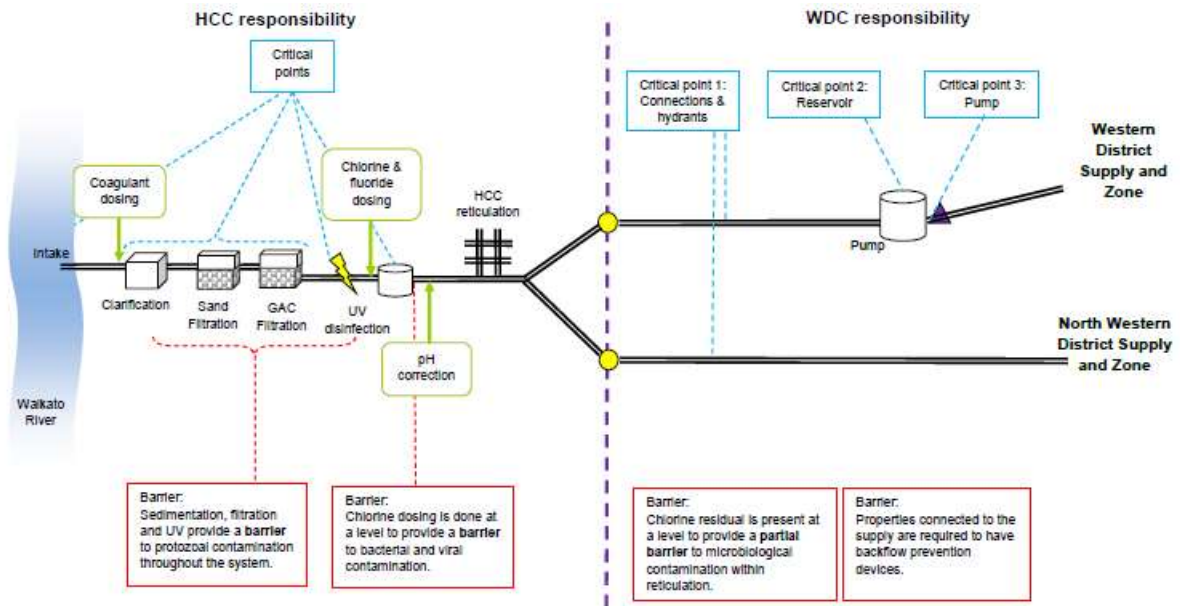 HCC responsibility
WDC responsibility
Critical
points
Critical point 1:
Connections &
hydrants
Critical point 2:
Reservoir
Critical point 3:
Pump
Western
District
Supply and
Zone
Coagulant
dosing
Chlorine &
fluoride
dosing
HCC
reticulation
Intake
Pump
Clarification
Sand
Filtration
GAC
Filtration
UV
disinfection
pH
correction
North Western
District Supply
and Zone
Waikato
River
Barrier:
Sedimentation, filtration
and UV provide a barrier
to protozoal contamination
throughout the system.
Barrier:
Chlorine dosing is done at
a level to provide a barrier
to bacterial and viral
contamination.
Barrier:
Chlorine residual is present at
a level to provide a partial
barrier to microbiological
contamination within
reticulation.
Barrier:
Properties connected to the
supply are required to have
backflow prevention
devices.